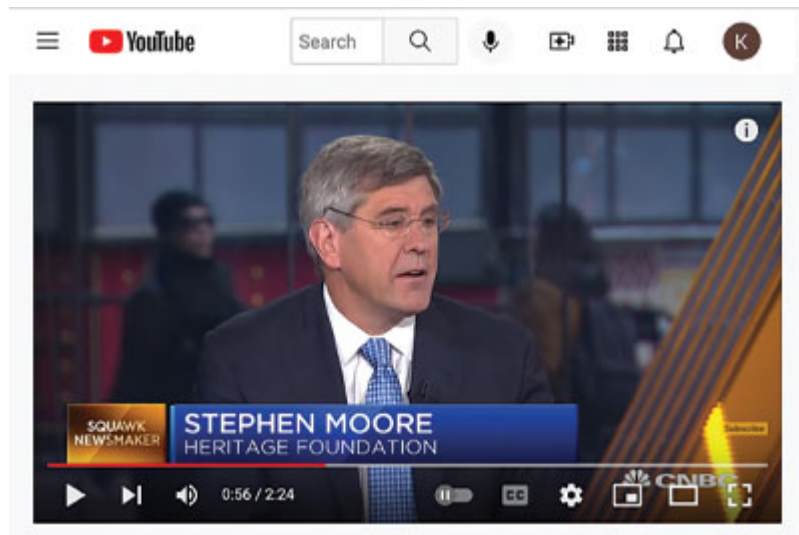 YouTube
Search
K
SQUAWK
NEWSMAKER
STEPHEN MOORE
HERITAGE FOUNDATION
Subscribe
0:56 / 2:24
CC
CNBC